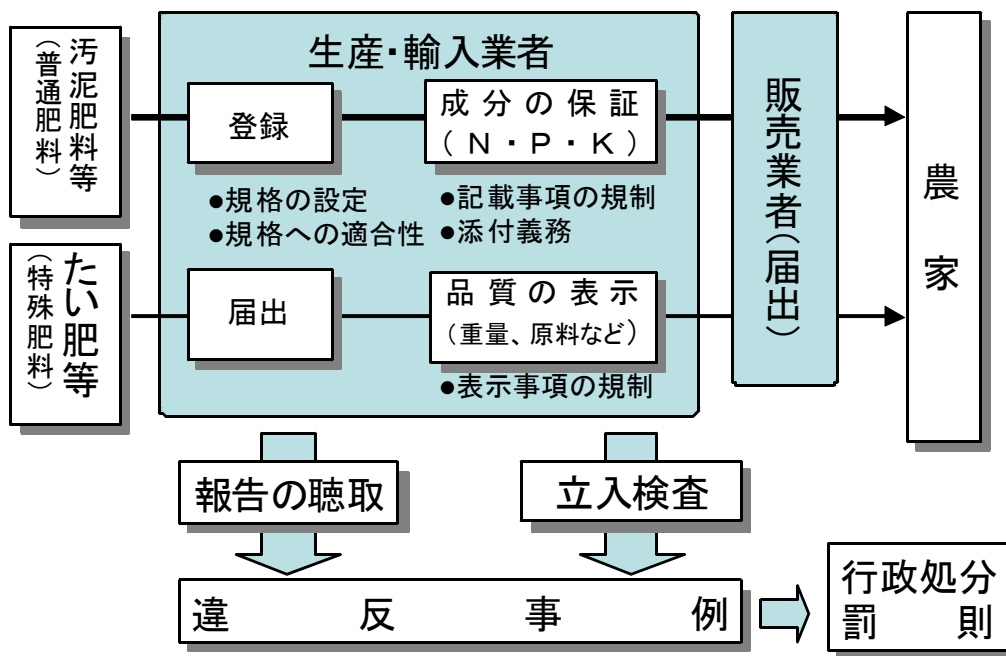 汚泥肥料等
（普通肥料）
生産・輸入業者
登録
成分の保証
（N・P・K）
●規格の設定
●規格への適合性
●記載事項の規制
●添付義務
たい肥等
（特殊肥料）
届出
品質の表示
（重量、原料など）
●表示事項の規制
販売業者（届出）
農家
報告の聴取
立入検査
違反事例
行政処分
罰則